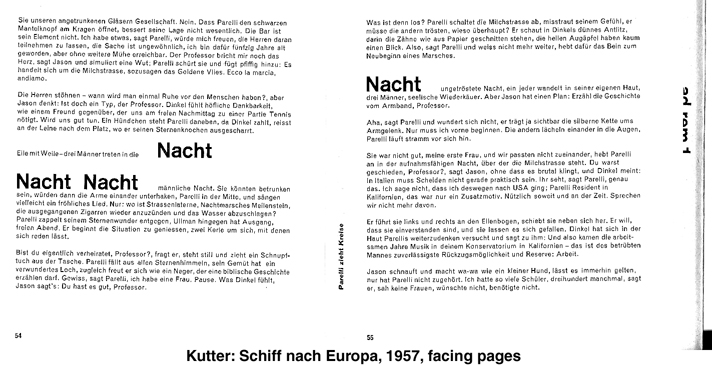 Sie unseren angetrunkenen Gläsern Gesellschaft. Nein. Dass Parelli den schwarzen
Mantelknopf am Kragen öffnet, bessert seine Lage nicht wesentlich. Die Bar ist
sein Element nicht. Ich habe etwas, sagt Parelli, würde mich freuen, die Herren daran
teilnehmen zu lassen, die Sache ist ungewöhnlich, ich bin dafür fünfzig Jahre alt
geworden, aber ohne weitere Mühe erreichbar. Der Professor bricht mir noch das
Herz, sagt Jason und simuliert eine Wut; Parelli schürt sie und fügt pfiffig hinzu: Es
handelt sich um die Milchstrasse, sozusagen das Goldene Vlies. Ecco la marcia,
andiamo.
Die Herren stöhnen – wann wird man einmal Ruhe vor den Menschen haben?, aber
Jason denkt: Ist doch ein Typ, der Professor. Dinkel fühlt höflich Dankbarkeit,
wie einem Freund gegenüber, der uns am freien Nachmittag zu einer Partie Tennis
nötigt. Wird uns gut tun. Ein Hündchen steht Parelli daneben, da Dinkel zahlt, reisst
an der Leine nach dem Platz, wo er seinen Sternenknochen ausgescharrt.
Eile mit Weile – drei Männer treten in die Nacht
Nacht Nacht männliche Nacht. Sie könnten betrunken
sein, würden dann die Arme einander unterhaken, Parelli in der Mitte, und sängen
vielleicht ein fröhliches Lied. Nur: wo ist Strassenlaterne, Nachtmarsches Meilenstein,
die ausgegangenen Zigarren wieder anzuzünden und das Wasser abzuschlagen?
Parelli zappelt seinem Sternenwunder entgegen, Ullman hingegen hat Ausgang,
freien Abend. Er beginnt die Situation zu geniessen, zwei Kerle um sich, mit denen
sich reden lässt.
Bist du eigentlich verheiratet, Professor?, fragt er, steht still und zieht ein Schnupf-
tuch aus der Tasche. Parelli fällt aus allen Sternenhimmeln, sein Gemüt hat ein
verwundetes Loch, zugleich freut er sich wie ein Neger, der eine biblische Geschichte
erzählen darf. Gewiss, sagt Parelli, ich habe eine Frau. Pause. Was Dinkel fühlt,
Jason sagt's: Du hast es gut, Professor.
54
Parelli zieht Kreise
Was ist denn los? Parelli schaltet die Milchstrasse ab, misstraut seinem Gefühl, er
müsse die andern trösten, wieso überhaupt? Er schaut in Dinkels dünnes Antlitz,
darin die Zähne wie aus Papier geschnitten stehen, die hellen Augäpfel haben kaum
einen Blick. Also, sagt Parelli und weiss nicht mehr weiter, hebt dafür das Bein zum
Neubeginn eines Marsches.
Nacht ungetröstete Nacht, ein jeder wandelt in seiner eigenen Haut,
drei Männer, seelische Wiederkäuer. Aber Jason hat einen Plan: Erzähl die Geschichte
vom Armband, Professor.
Aha, sagt Parelli und wundert sich nicht, er trägt ja sichtbar die silberne Kette ums
Armgelenk. Nur muss ich vorne beginnen. Die andern lächeln einander in die Augen,
Parelli läuft stramm vor sich hin.
Sie war nicht gut, meine erste Frau, und wir passten nicht zueinander, hebt Parelli
an in der aufnahmsfähigen Nacht, über der die Milchstrasse steht. Du warst
geschieden, Professor?, sagt Jason, ohne dass es brutal klingt, und Dinkel meint:
in Italien muss Scheiden nicht gerade praktisch sein. Ihr seht, sagt Parelli, genau
das. Ich sage nicht, dass ich deswegen nach USA ging; Parelli Resident in
Kalifornien, das war nur ein Zusatzmotiv. Nützlich soweit und an der Zeit. Sprechen
wir nicht mehr davon.
Er führt sie links und rechts an den Ellenbogen, schiebt sie neben sich her. Er will,
dass sie einverstanden sind, und sie lassen es sich gefallen. Dinkel hat sich in der
Haut Parellis weiterzudenken versucht und sagt zu ihm: Und also kamen die arbeit-
samen Jahre Musik in deinem Konservatorium in Kalifornien – das ist des betrübten
Mannes zuverlässigste Rückzugsmöglichkeit und Reserve: Arbeit.
Jason schnauft und macht wa-wa wie ein kleiner Hund, lässt es immerhin gelten,
nur hat Parelli nicht zugehört. Ich hatte so viele Schüler, dreihundert manchmal, sagt
er, sah keine Frauen, wünschte nicht, benötigte nicht.
55
Kutter: Schiff nach Europa, 1957, facing pages